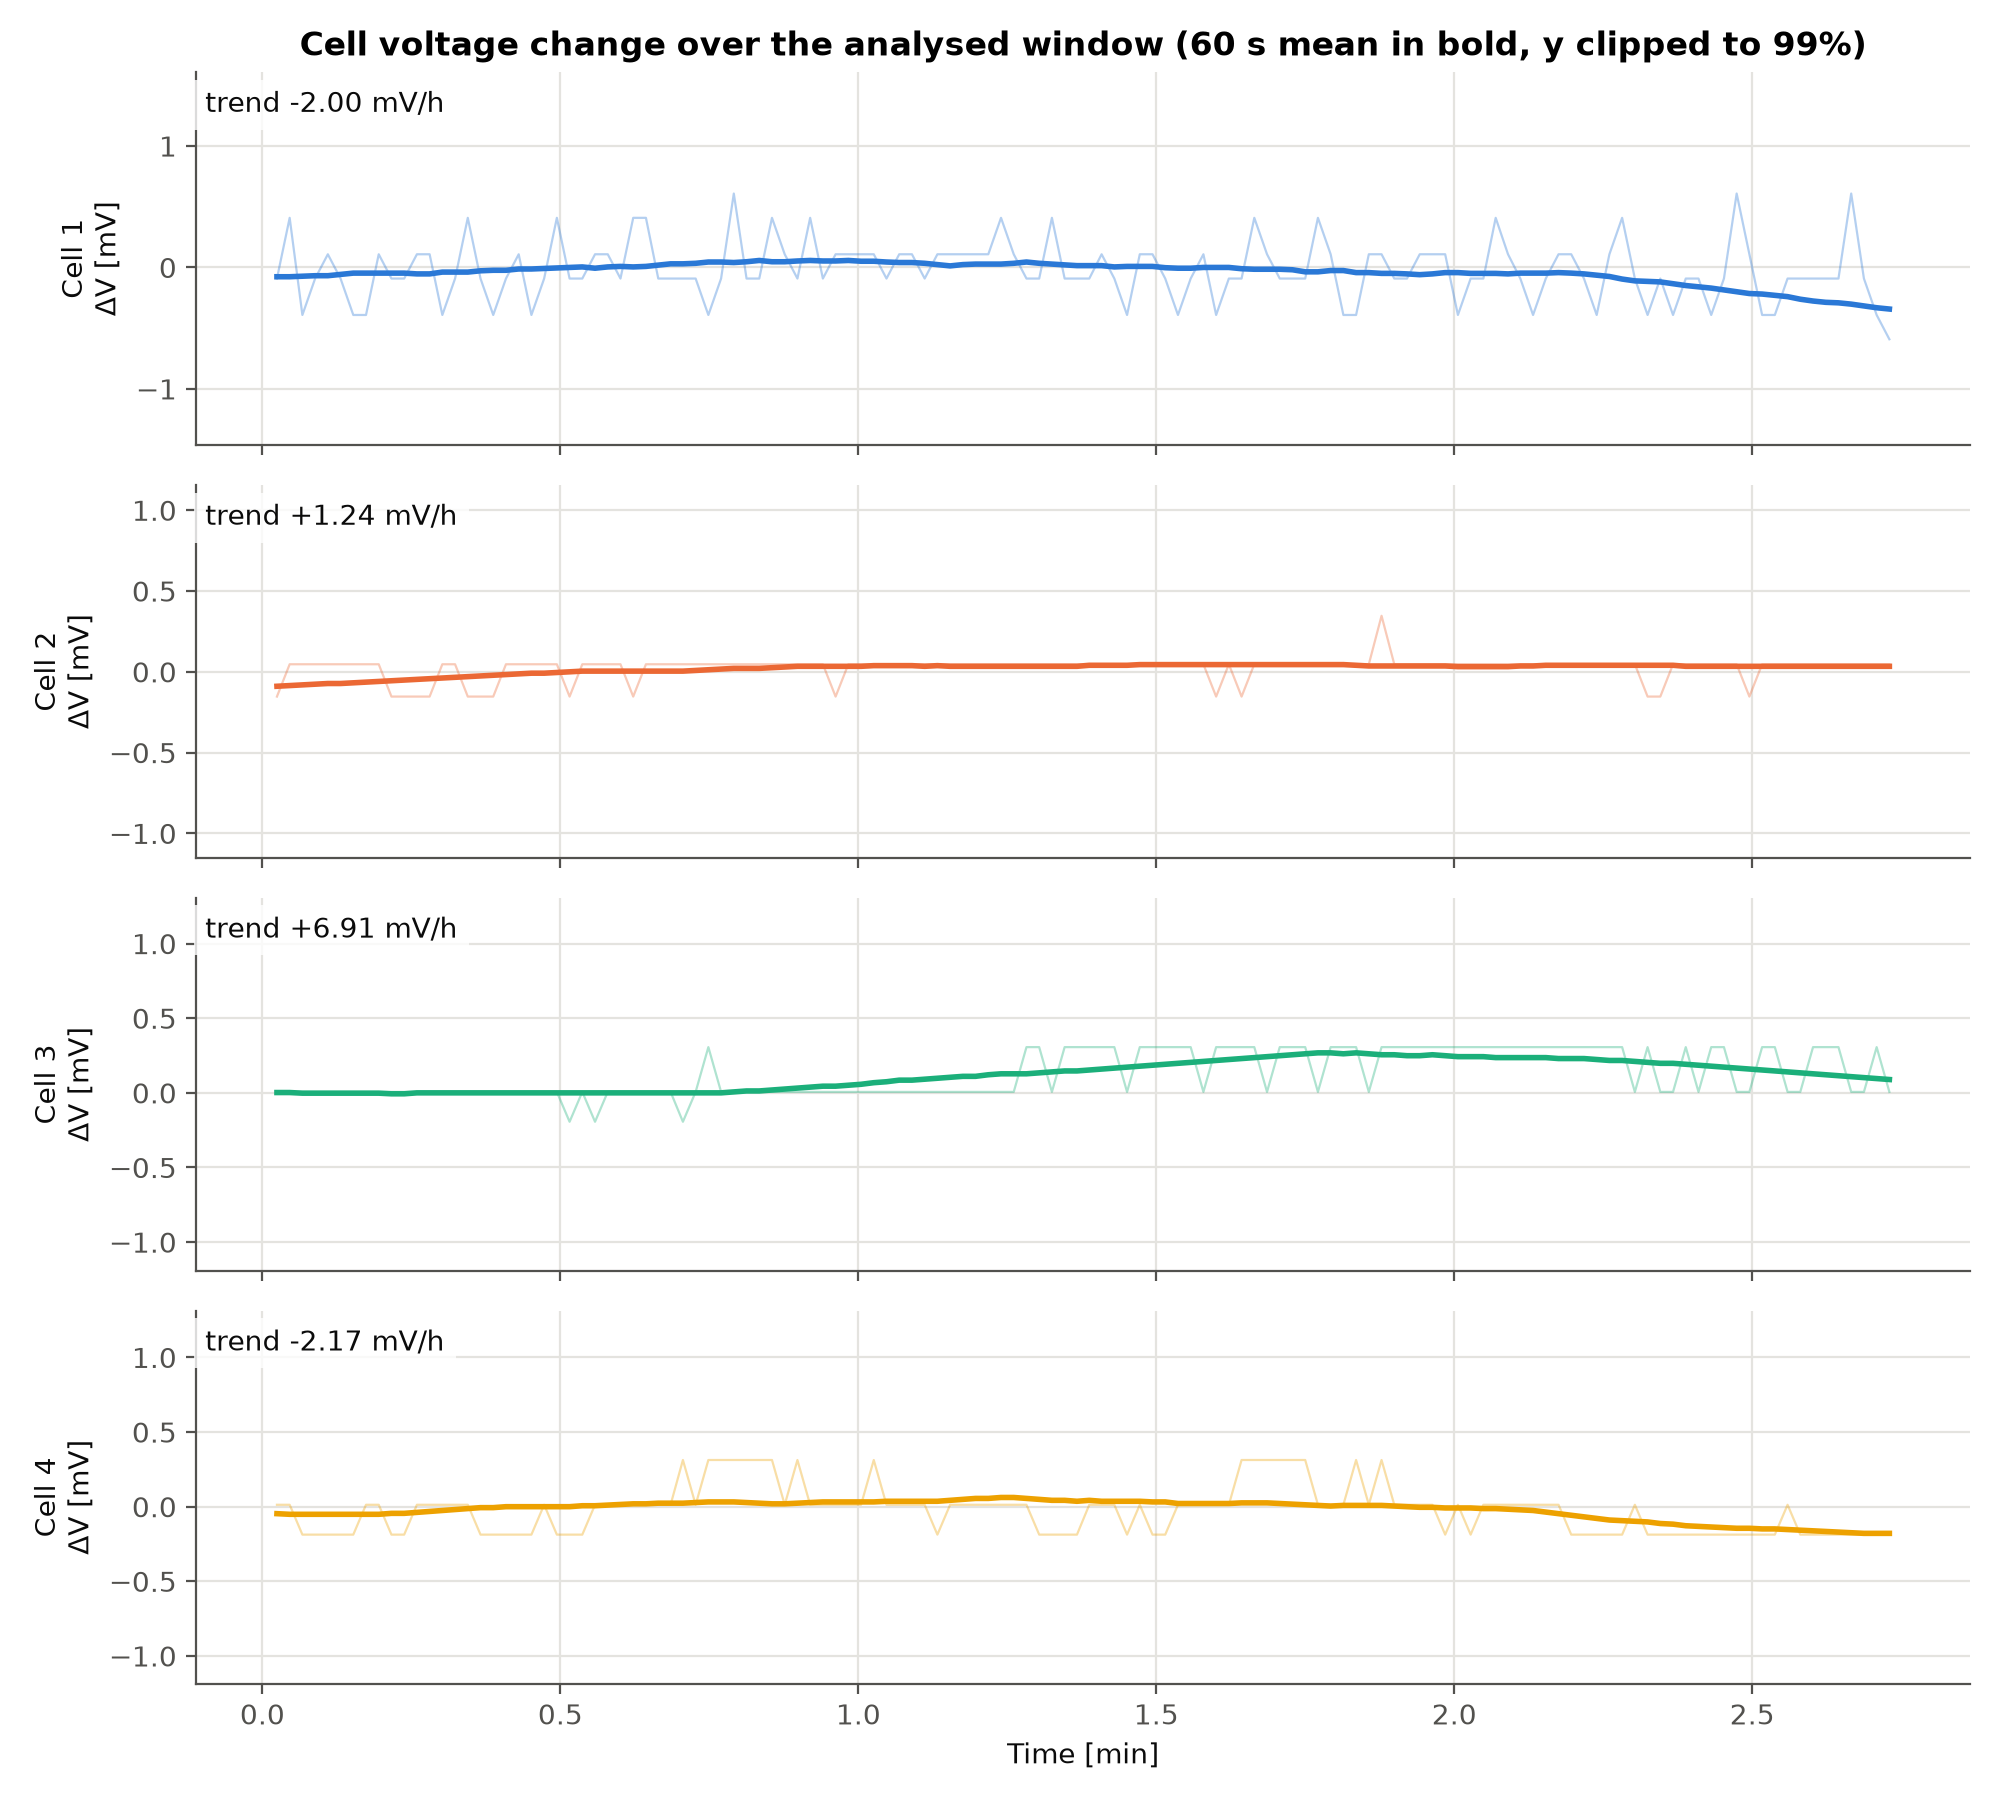 Cell voltage change over the analysed window (60 s mean in bold, y clipped to 99%)
trend -2.00 mV/h
1
0
−1
Cell 1
ΔV [mV]
trend +1.24 mV/h
1.0
0.5
0.0
−0.5
−1.0
Cell 2
ΔV [mV]
trend +6.91 mV/h
1.0
0.5
0.0
−0.5
−1.0
Cell 3
ΔV [mV]
trend -2.17 mV/h
1.0
0.5
0.0
−0.5
−1.0
Cell 4
ΔV [mV]
0.0 0.5 1.0 1.5 2.0 2.5
Time [min]